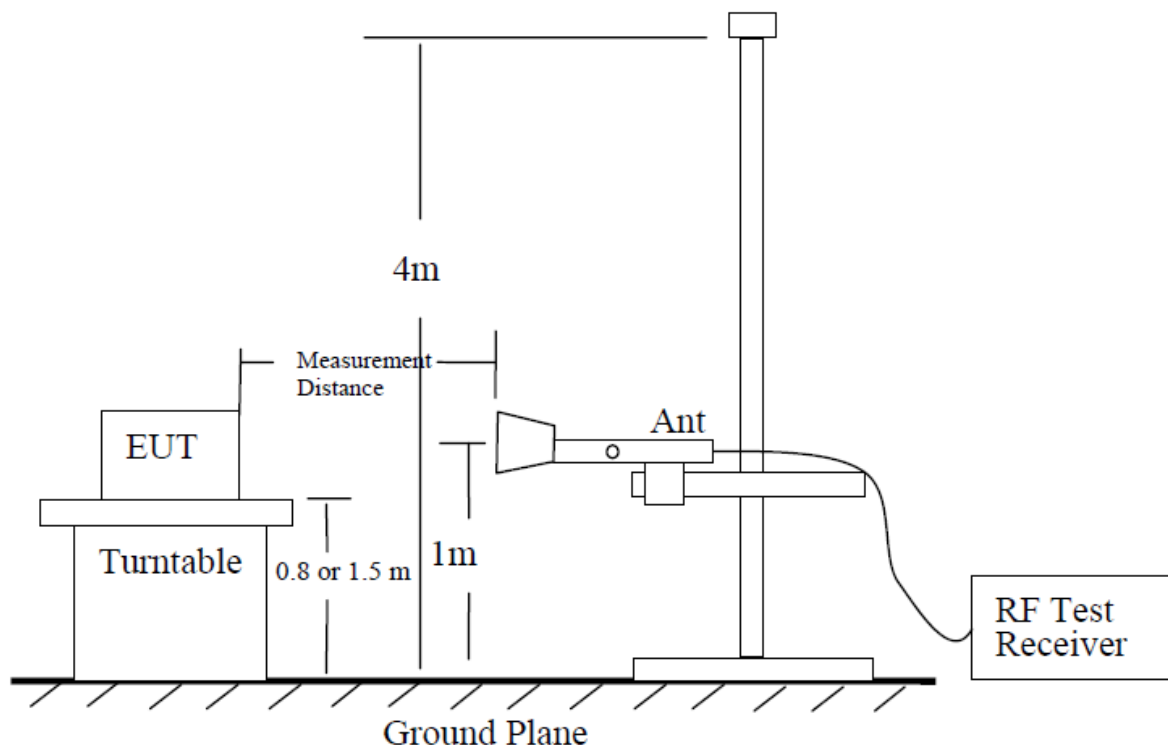 4m
Measurement
Distance
EUT
Ant
Turntable
0.8 or 1.5 m
1m
RF Test
Receiver
Ground Plane